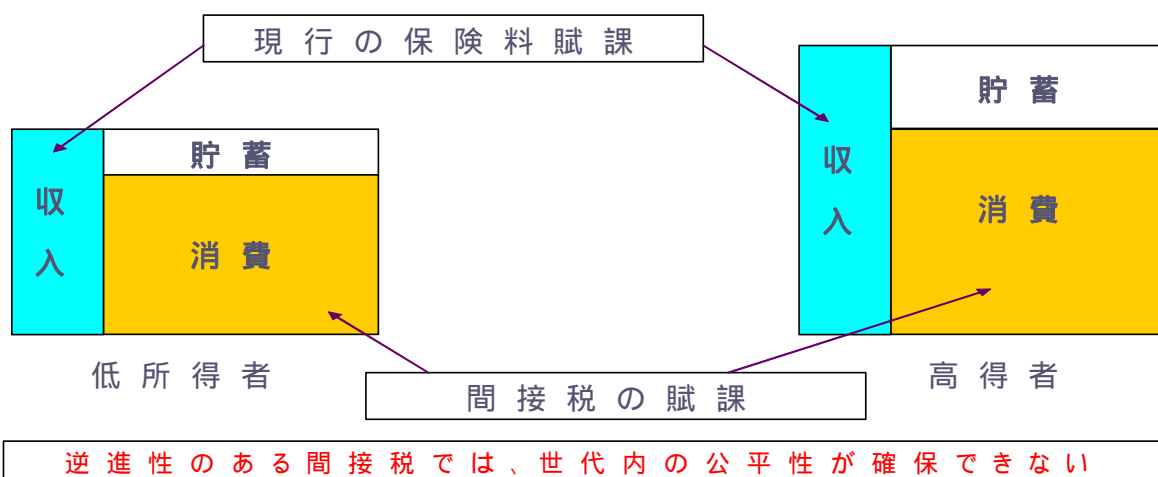 現行の保険料賦課
貯蓄
収入
消費
低所得者
貯蓄
収入
消費
高得者
間接税の賦課
逆進性のある間接税では、世代内の公平性が確保できない